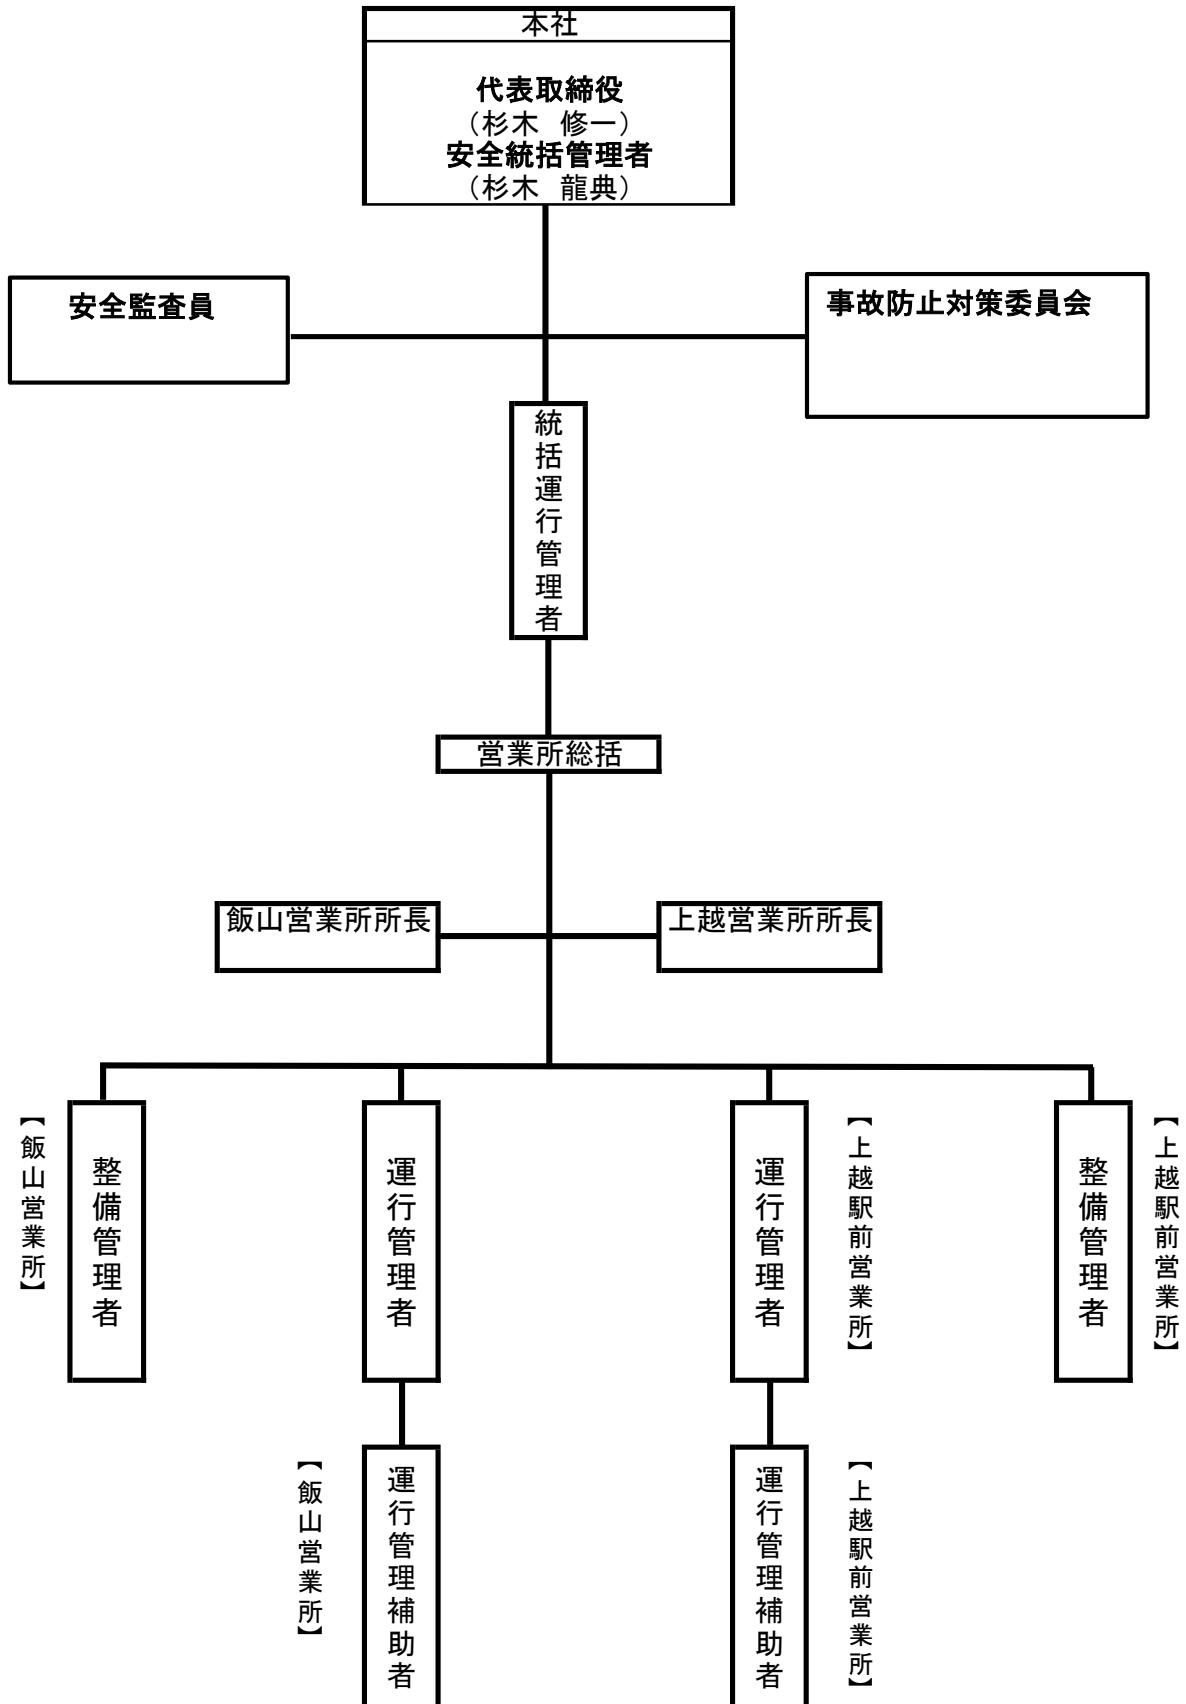 本社
代表取締役
（杉木　修一）
安全統括管理者
（杉木　龍典）
安全監査員
事故防止対策委員会
統括運行管理者
営業所総括
飯山営業所所長
上越営業所所長
【飯山営業所】
整備管理者
運行管理者
運行管理者
【上越駅前営業所】
整備管理者
【上越駅前営業所】
【飯山営業所】
運行管理補助者
運行管理補助者
【上越駅前営業所】